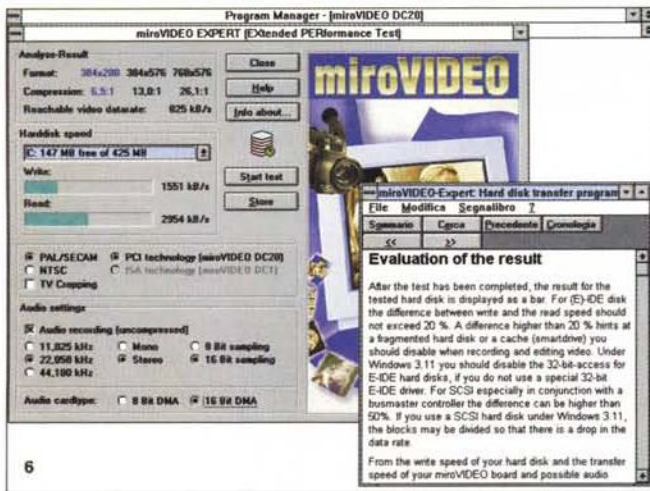 Program Manager - [miroVIDEO DC20]
miroVIDEO EXPERT (EXtended PERformance Test)
Analyse-Result
Format: 384x288 384x576 768x576
Compression: 6,5:1 13,0:1 26,1:1
Reachable video datarate: 825 kB/s
Close
Help
Info about...
Harddisk speed
C: 147 MB free of 425 MB
Write:
1551 kB/s
Read:
2954 kB/s
Start test
Store
PAL/SECAM
NTSC
TV Cropping
PCI technology (miroVIDEO DC20)
ISA technology (miroVIDEO DC1)
Audio settings
Audio recording (uncompressed)
11,025 kHz Mono 8 Bit sampling
22,050 kHz Stereo 16 Bit sampling
44,100 kHz
Audio cardtype: 8 Bit DMA 16 Bit DMA
miroVIDEO
miroVIDEO-Expert: Hard disk transfer program
File Modifica Segnalibro ?
Sommario Cerca Precedente Cronologia
<< >>
Evaluation of the result
After the test has been completed, the result for the
tested hard disk is displayed as a bar. For (E)-IDE disk
the difference between write and the read speed should
not exceed 20 %. A difference higher than 20 % hints at
a fragmented hard disk or a cache (smartdrive) you
should disable when recording and editing video. Under
Windows 3.11 you should disable the 32-bit-access for
E-IDE hard disks, if you do not use a special 32-bit
E-IDE driver. For SCSI especially in conjunction with a
busmaster controller the difference can be higher than
50%. If you use a SCSI hard disk under Windows 3.11,
the blocks may be divided so that there is a drop in the
data rate.
From the write speed of your hard disk and the transfer
speed of your miroVIDEO board and possible audio
6